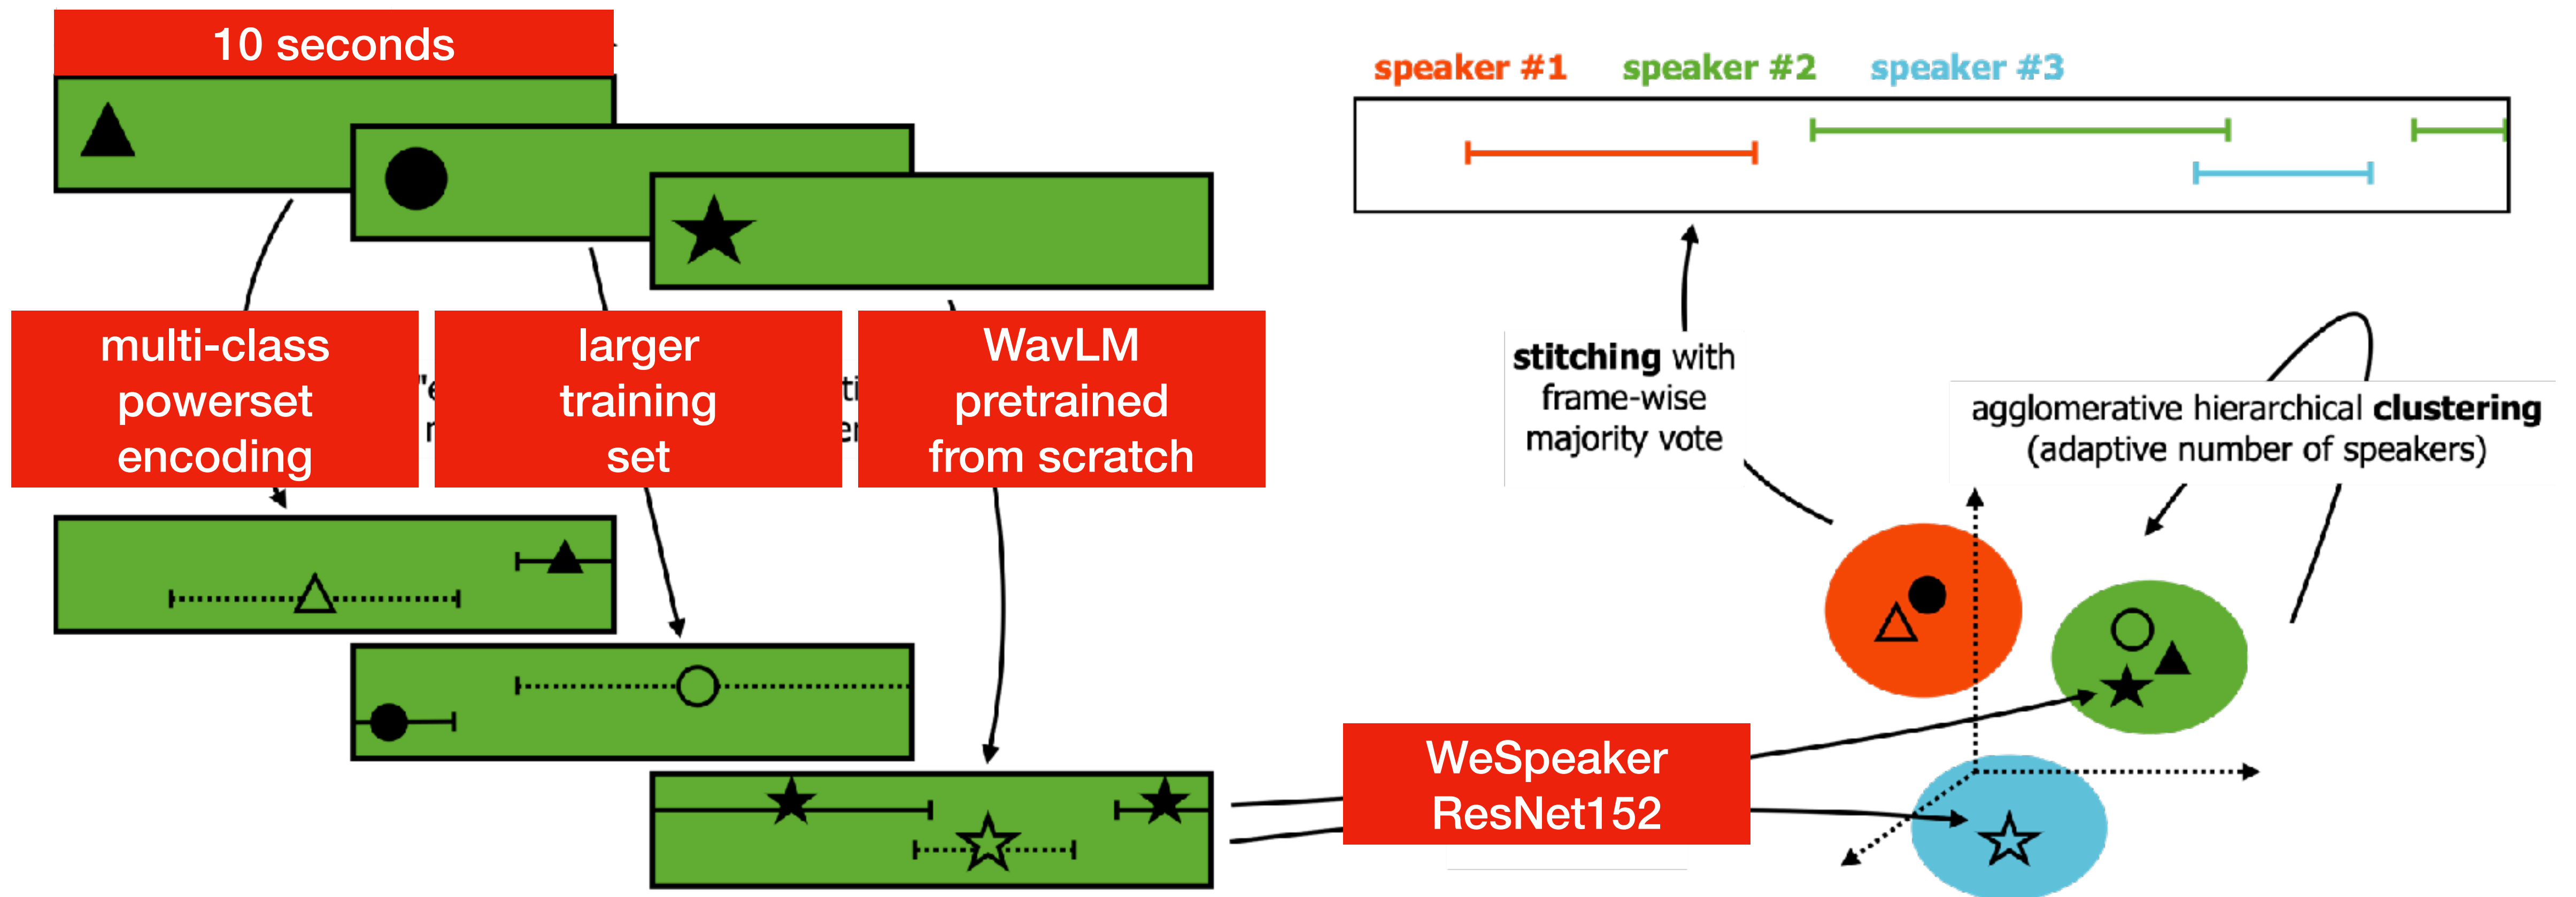 10 seconds
speaker #1 speaker #2 speaker #3
multi-class
powerset
encoding
larger
training
set
WavLM
pretrained
from scratch
stitching with
frame-wise
majority vote
agglomerative hierarchical clustering
(adaptive number of speakers)
WeSpeaker
ResNet152